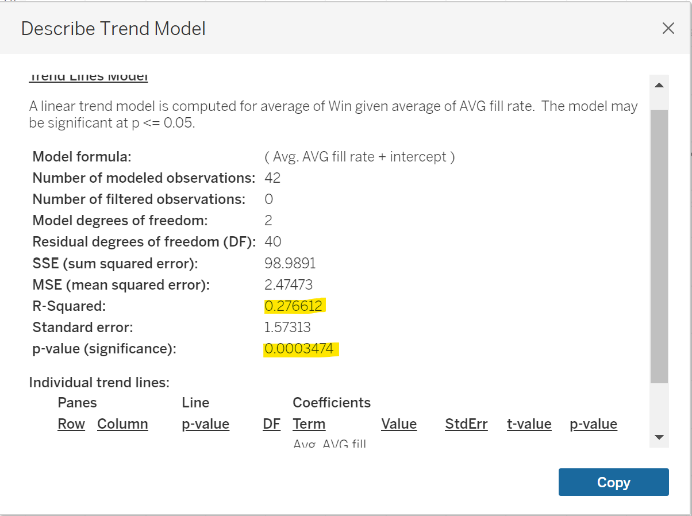 Describe Trend Model
Trend Lines Model
A linear trend model is computed for average of Win given average of AVG fill rate. The model may
be significant at p <= 0.05.
Model formula: ( Avg. AVG fill rate + intercept )
Number of modeled observations: 42
Number of filtered observations: 0
Model degrees of freedom: 2
Residual degrees of freedom (DF): 40
SSE (sum squared error): 98.9891
MSE (mean squared error): 2.47473
R-Squared: 0.276612
Standard error: 1.57313
p-value (significance): 0.0003474
Individual trend lines:
Panes Line Coefficients
Row Column p-value DF Term Value StdErr t-value p-value
Avg. AVG fill
Copy